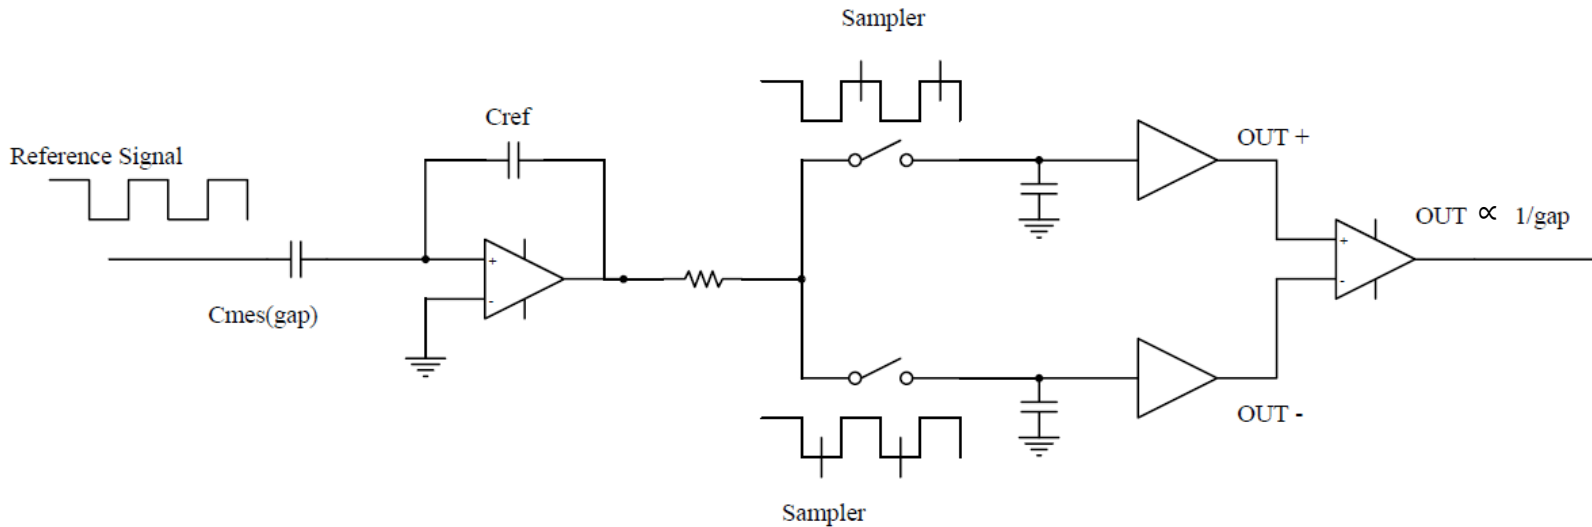 Sampler
Cref
Reference Signal
OUT +
OUT ∝ 1/gap
+
-
Cmes(gap)
+
-
OUT -
Sampler